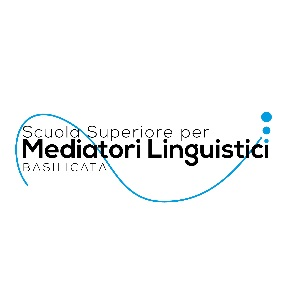 Scuola Superiore per
Mediatori Linguistici
BASILICATA